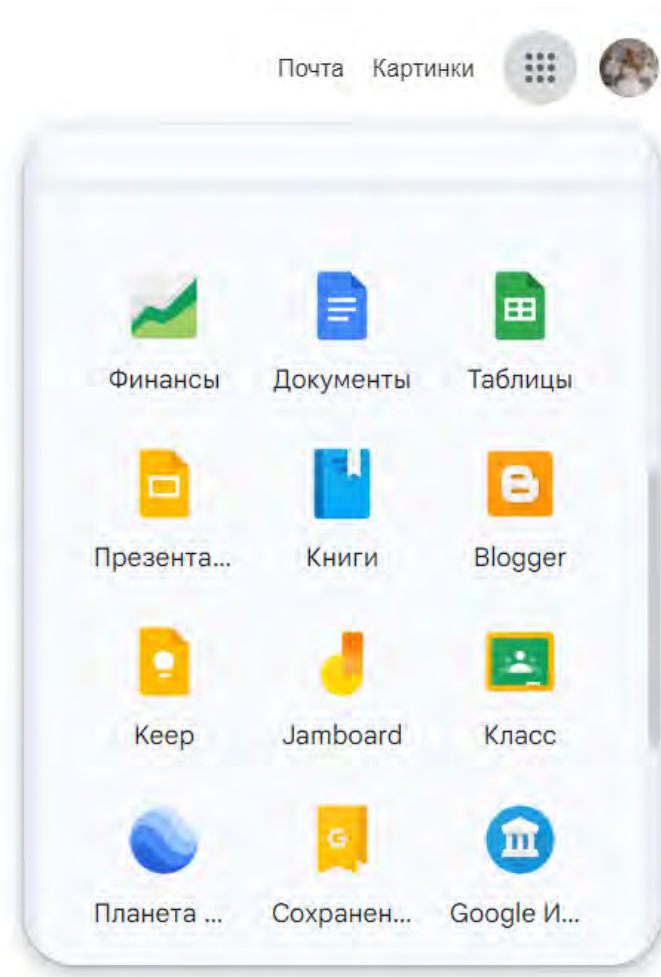 Почта Картинки
Финансы Документы Таблицы
Презента... Книги Blogger
Keep Jamboard Класс
G
Планета ... Сохранен... Google И...